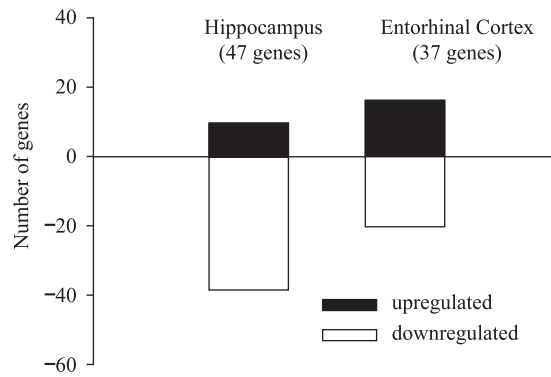 40
20
0
−20
−40
−60
Number of genes
Hippocampus
(47 genes)
Entorhinal Cortex
(37 genes)
upregulated
downregulated